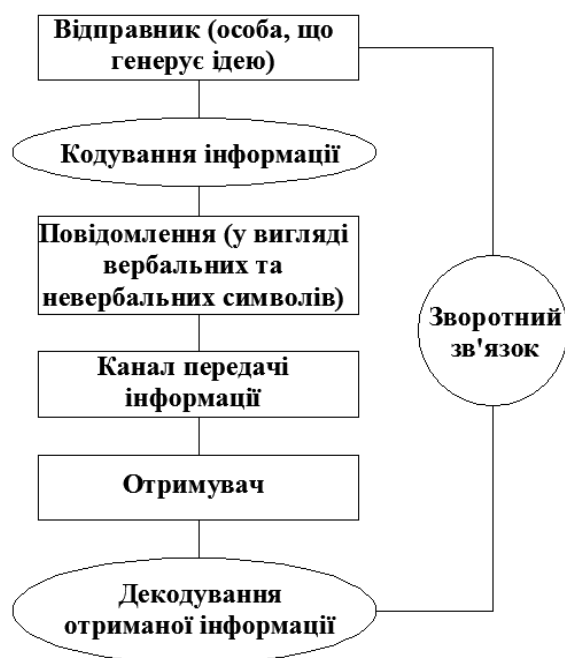 Відправник (особа, що
генерує ідею)
Кодування інформації
Повідомлення (у вигляді
вербальних та
невербальних символів)
Канал передачі
інформації
Отримувач
Декодування
отриманої інформації
Зворотний
зв'язок